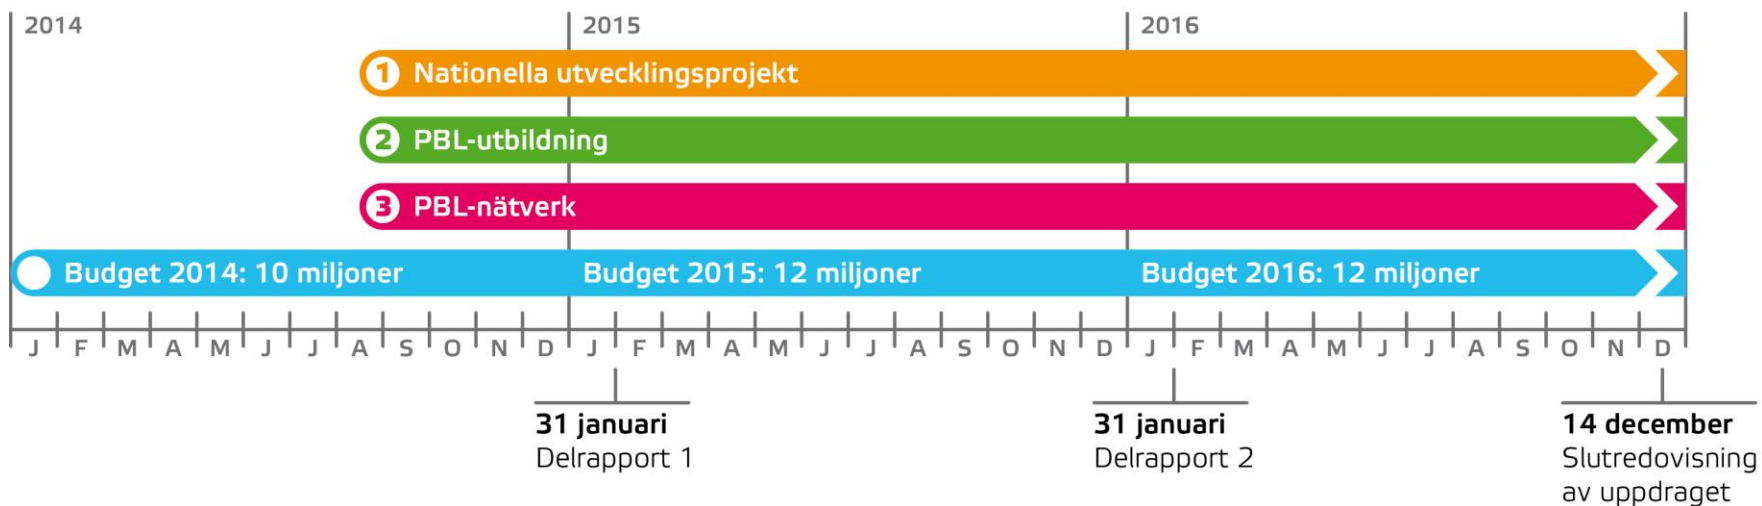 2014 2015 2016
1 Nationella utvecklingsprojekt
2 PBL-utbildning
3 PBL-nätverk
Budget 2014: 10 miljoner Budget 2015: 12 miljoner Budget 2016: 12 miljoner
J F M A M J J A S O N D J F M A M J J A S O N D J F M A M J J A S O N D
31 januari
Delrapport 1
31 januari
Delrapport 2
14 december
Slutredovisning
av uppdraget